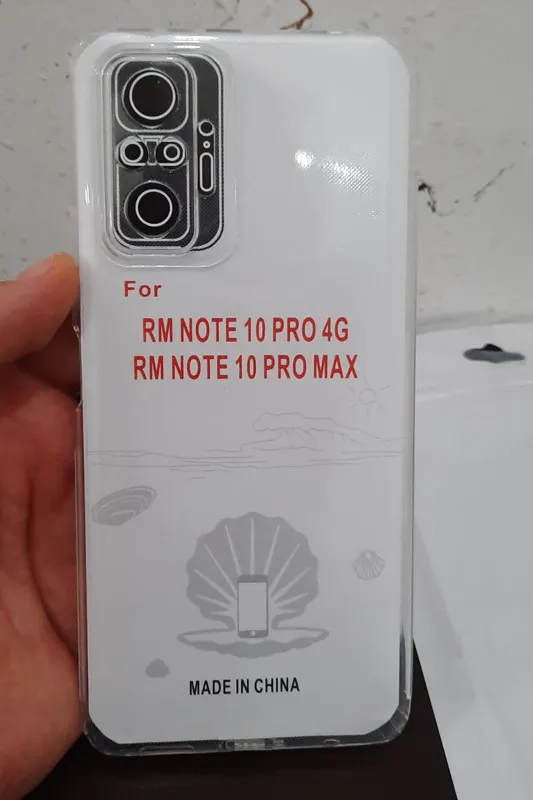 For
RM NOTE 10 PRO 4G
RM NOTE 10 PRO MAX
MADE IN CHINA